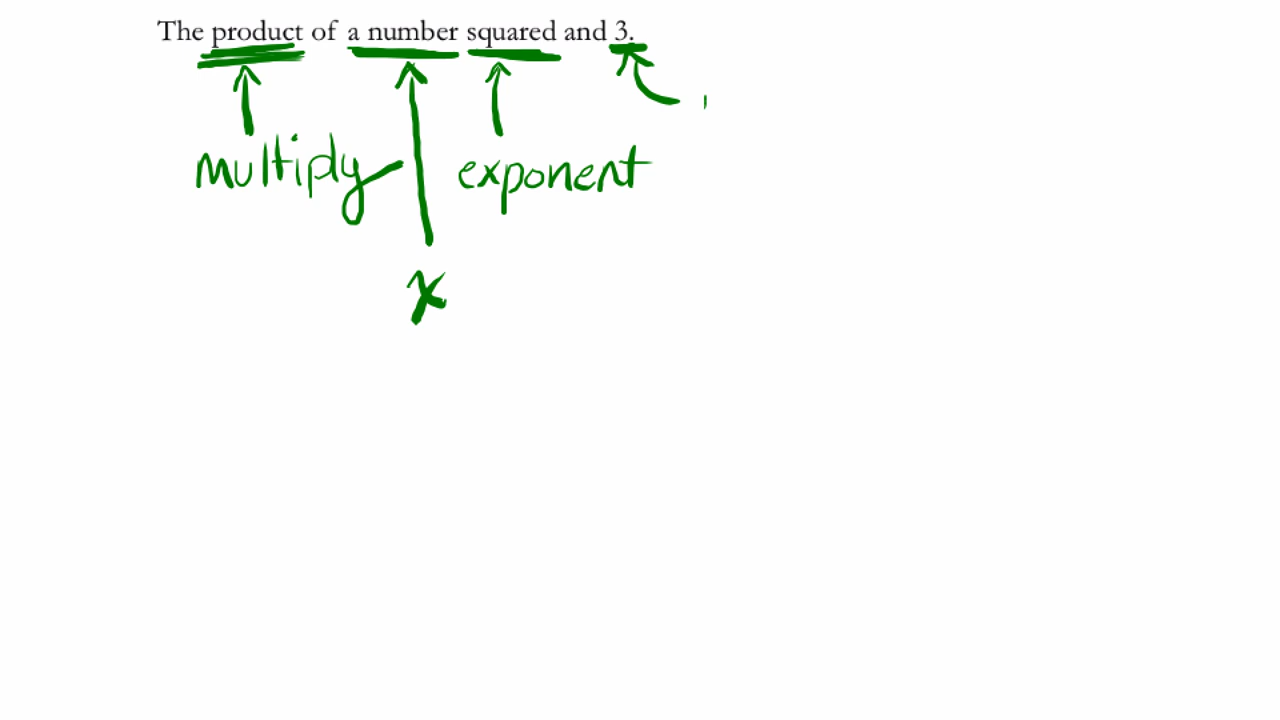 The product of a number squared and 3.
multiply exponent
x